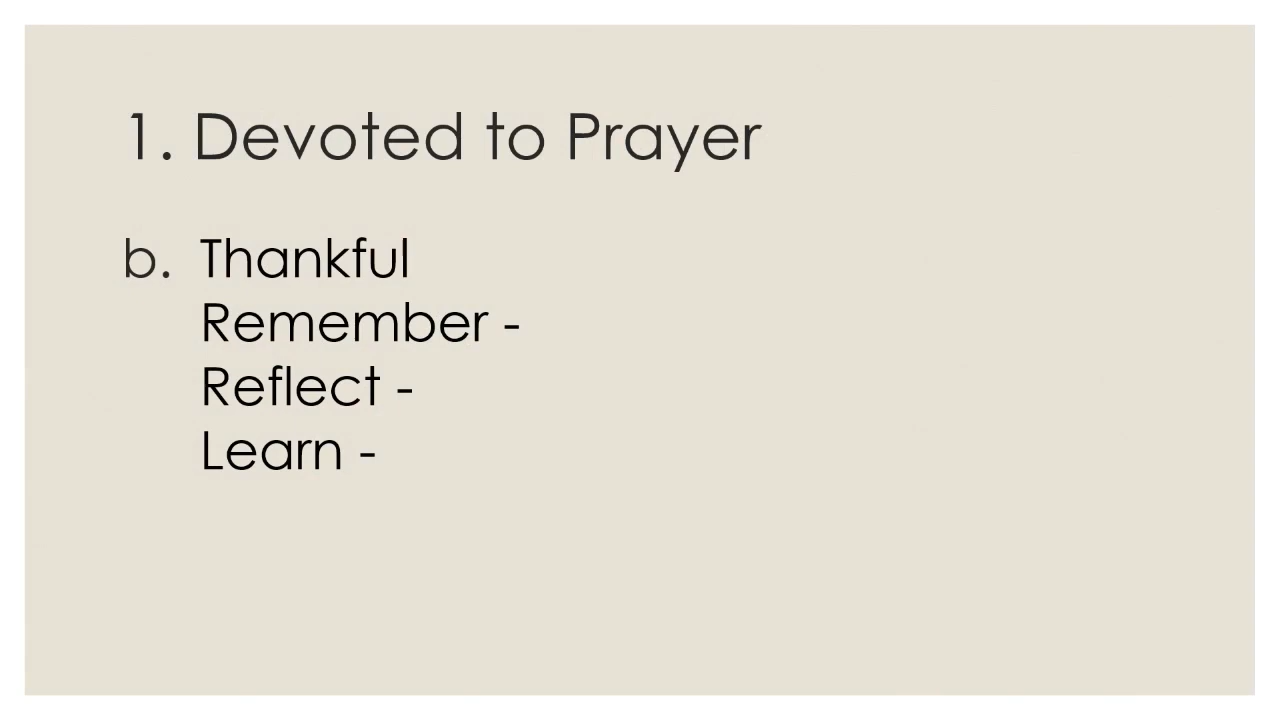 1. Devoted to Prayer
b. Thankful
Remember -
Reflect -
Learn -